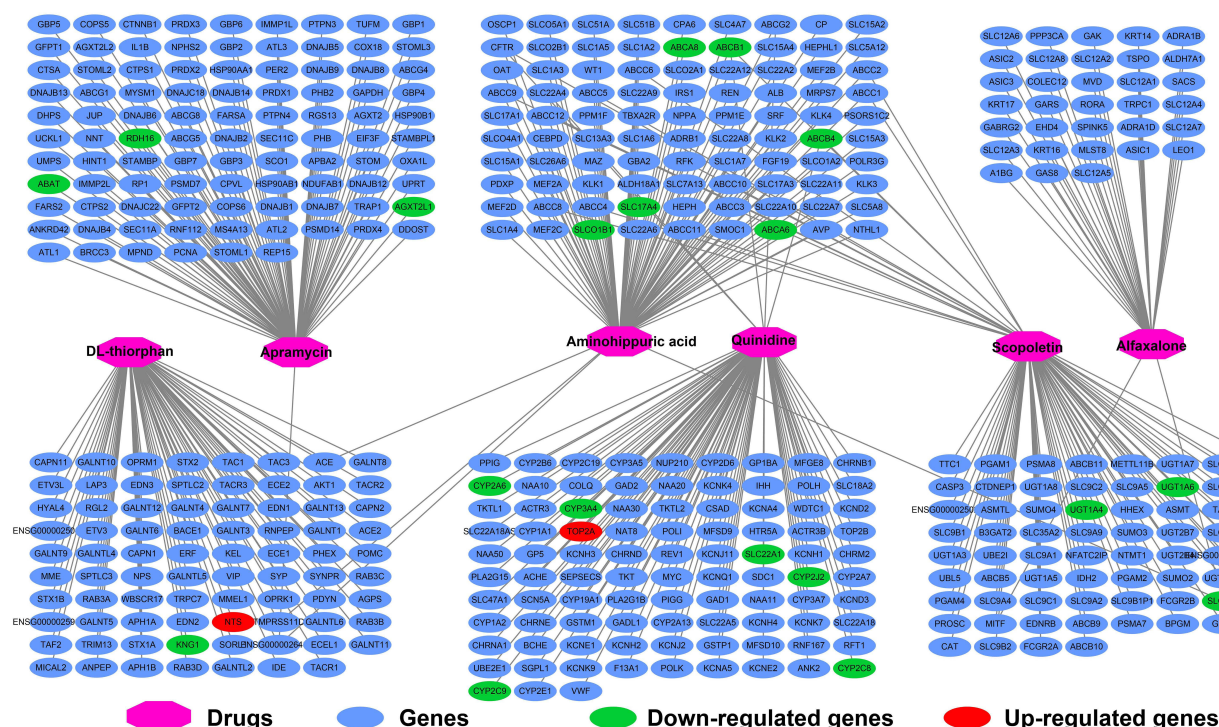 GBP5 COPS5 CTNNB1 PRDX3 GBP6 IMMP1L PTPN3 TUFM GBP1
GFPT1 AGXT2L2 IL1B NPHS2 GBP2 ATL3 DNAJB5 COX18 STOML3
CTSA STOML2 CTPS1 PRDX2 HSP90AA1 PER2 DNAJB9 DNAJB8 ABCG4
DNAJB13 ABCG1 MYSM1 DNAJC18 DNAJB14 PRDX1 PHB2 GAPDH GBP4
DHPS JUP DNAJB6 ABCG8 FARSA PTPN4 RGS13 AGXT2 HSP90B1
UCKL1 NNT RDH16 ABCG5 DNAJB2 SEC11C PHB EIF3F STAMBPL1
UMPS HINT1 STAMBP GBP7 GBP3 SCO1 APBA2 STOM OXA1L
ABAT IMMP2L RP1 PSMD7 CPVL HSP90AB1 NDUFAB1 DNAJB12 UPRT
FARS2 CTPS2 DNAJC22 GFPT2 COPS6 DNAJB1 DNAJB7 TRAP1 AGXT2L1
ANKRD42 DNAJB4 SEC11A RNF112 MS4A13 ATL2 PSMD14 PRDX4 DDOST
ATL1 BRCC3 MPND PCNA STOML1 REP15
OSCP1 SLCO5A1 SLC51A SLC51B CPA6 SLC4A7 ABCG2 CP SLC15A2
CFTR SLCO2B1 SLC1A5 SLC1A2 ABCA8 ABCB1 SLC15A4 HEPHL1 SLC5A12
OAT SLC1A3 WT1 ABCC6 SLCO2A1 SLC22A12 SLC22A2 MEF2B ABCC2
ABCC9 SLC22A4 ABCC5 SLC22A9 IRS1 REN ALB MRPS7 ABCC1
SLC17A1 ABCC12 PPM1F TBXA2R NPPA PPM1E SRF KLK4 PSORS1C2
SLCO4A1 CEBPD SLC13A3 SLC1A6 ADRB1 SLC22A8 KLK2 ABCB4 SLC15A3
SLC15A1 SLC26A6 MAZ GBA2 RFK SLC1A7 FGF19 SLCO1A2 POLR3G
PDXP MEF2A KLK1 ALDH18A1 SLC7A13 ABCC10 SLC17A3 SLC22A11 KLK3
MEF2D ABCC8 ABCC4 SLC17A4 HEPH ABCC3 SLC22A10 SLC22A7 SLC5A8
SLC1A4 MEF2C SLCO1B1 SLC22A6 ABCC11 SMOC1 ABCA6 AVP NTHL1
SLC12A6 PPP3CA GAK KRT14 ADRA1B
ASIC2 SLC12A8 SLC12A2 TSPO ALDH7A1
ASIC3 COLEC12 MVD SLC12A1 SACS
KRT17 GARS RORA TRPC1 SLC12A4
GABRG2 EHD4 SPINK5 ADRA1D SLC12A7
SLC12A3 KRT16 MLST8 ASIC1 LEO1
A1BG GAS8 SLC12A5
DL-thiorphan Apramycin Aminohippuric acid Quinidine Scopoletin Alfaxalone
CAPN11 GALNT10 OPRM1 STX2 TAC1 TAC3 ACE GALNT8
ETV3L LAP3 EDN3 SPTLC2 TACR3 ECE2 AKT1 TACR2
HYAL4 RGL2 GALNT12 GALNT4 GALNT7 EDN1 GALNT13 CAPN2
ENSG00000250 ETV3 GALNT6 BACE1 GALNT3 RNPEP GALNT1 ACE2
GALNT9 GALNTL4 CAPN1 ERF KEL ECE1 PHEX POMC
MME SPTLC3 NPS GALNTL5 VIP SYP SYNPR RAB3C
STX1B RAB3A WBSCR17 TRPC7 MMEL1 OPRK1 PDYN AGPS
ENSG00000259 GALNT5 APH1A EDN2 NTS TMPRSS11D GALNTL6 RAB3B
TAF2 TRIM13 STX1A KNG1 SORL1 ENSG00000264 ECEL1 GALNT11
MICAL2 ANPEP APH1B RAB3D GALNTL2 IDE TACR1
PPIG CYP2B6 CYP2C19 CYP3A5 NUP210 CYP2D6 GP1BA MFGE8 CHRNB1
CYP2A6 NAA10 COLQ GAD2 NAA20 KCNK4 IHH POLH SLC18A2
TKTL1 ACTR3 CYP3A4 NAA30 TKTL2 CSAD KCNA4 WDTC1 KCND2
SLC22A18AS CYP1A1 TOP2A NAT8 POLI MFSD9 HTR5A ACTR3B TOP2B
NAA50 GP5 KCNH3 CHRND REV1 KCNJ11 SLC22A1 KCNH1 CHRM2
PLA2G15 ACHE SEPSECS TKT MYC KCNQ1 SDC1 CYP2J2 CYP2A7
SLC47A1 SCN5A CYP19A1 PLA2G1B PIGG GAD1 NAA11 CYP3A7 KCND3
CYP1A2 CHRNE GSTM1 GADL1 CYP2A13 SLC22A5 KCNH4 KCNK7 SLC22A18
CHRNA1 BCHE KCNE1 KCNH2 KCNJ2 GSTP1 MFSD10 RNF167 RFT1
UBE2E1 SGPL1 KCNK9 F13A1 POLK KCNA5 KCNE2 ANK2 CYP2C8
CYP2C9 CYP2E1 VWF
TTC1 PGAM1 PSMA8 ABCB11 METTL11B UGT1A7
CASP3 CTDNEP1 UGT1A8 SLC9C2 SLC9A5 UGT1A6
ENSG00000250 ASMTL SUMO4 UGT1A4 HHEX ASMT
SLC9B1 B3GAT2 SLC35A2 SLC9A9 SUMO3 UGT2B7
UGT1A3 UBE2I SLC9A1 NFATC2IP NTMT1
UBL5 ABCB5 UGT1A5 IDH2 PGAM2 SUMO2
PGAM4 SLC9A4 SLC9C1 SLC9A2 SLC9B1P1 FCGR2B
PROSC MITF EDNRB ABCB9 PSMA7 BPGM
CAT SLC9B2 FCGR2A ABCB10
Drugs Genes Down-regulated genes Up-regulated genes